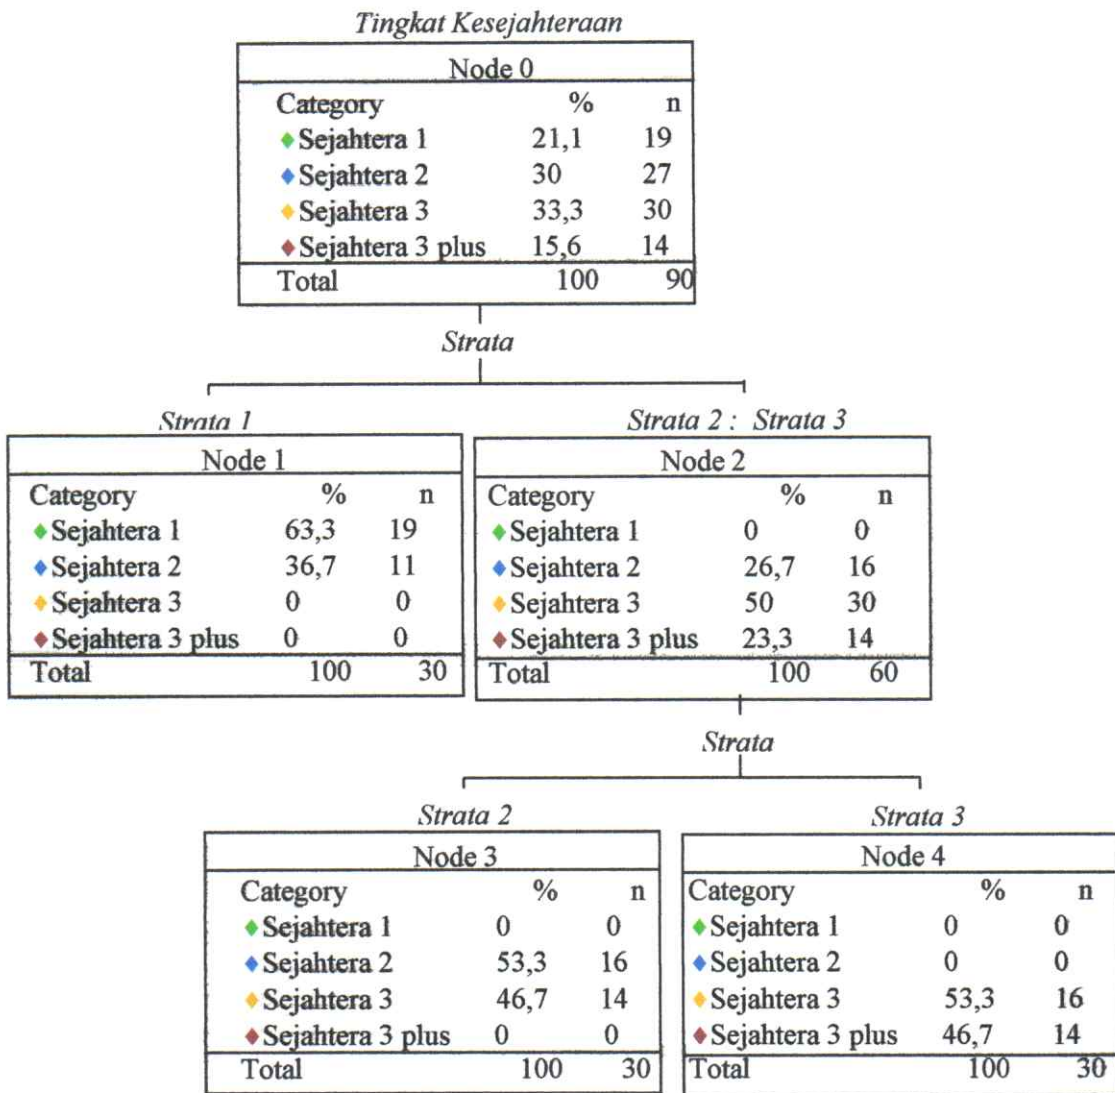 Tingkat Kesejahteraan
Node 0
Category % n
Sejahtera 1 21,1 19
Sejahtera 2 30 27
Sejahtera 3 33,3 30
Sejahtera 3 plus 15,6 14
Total 100 90
Strata
Strata 1
Node 1
Category % n
Sejahtera 1 63,3 19
Sejahtera 2 36,7 11
Sejahtera 3 0 0
Sejahtera 3 plus 0 0
Total 100 30
Strata 2 : Strata 3
Node 2
Category % n
Sejahtera 1 0 0
Sejahtera 2 26,7 16
Sejahtera 3 50 30
Sejahtera 3 plus 23,3 14
Total 100 60
Strata
Strata 2
Node 3
Category % n
Sejahtera 1 0 0
Sejahtera 2 53,3 16
Sejahtera 3 46,7 14
Sejahtera 3 plus 0 0
Total 100 30
Strata 3
Node 4
Category % n
Sejahtera 1 0 0
Sejahtera 2 0 0
Sejahtera 3 53,3 16
Sejahtera 3 plus 46,7 14
Total 100 30